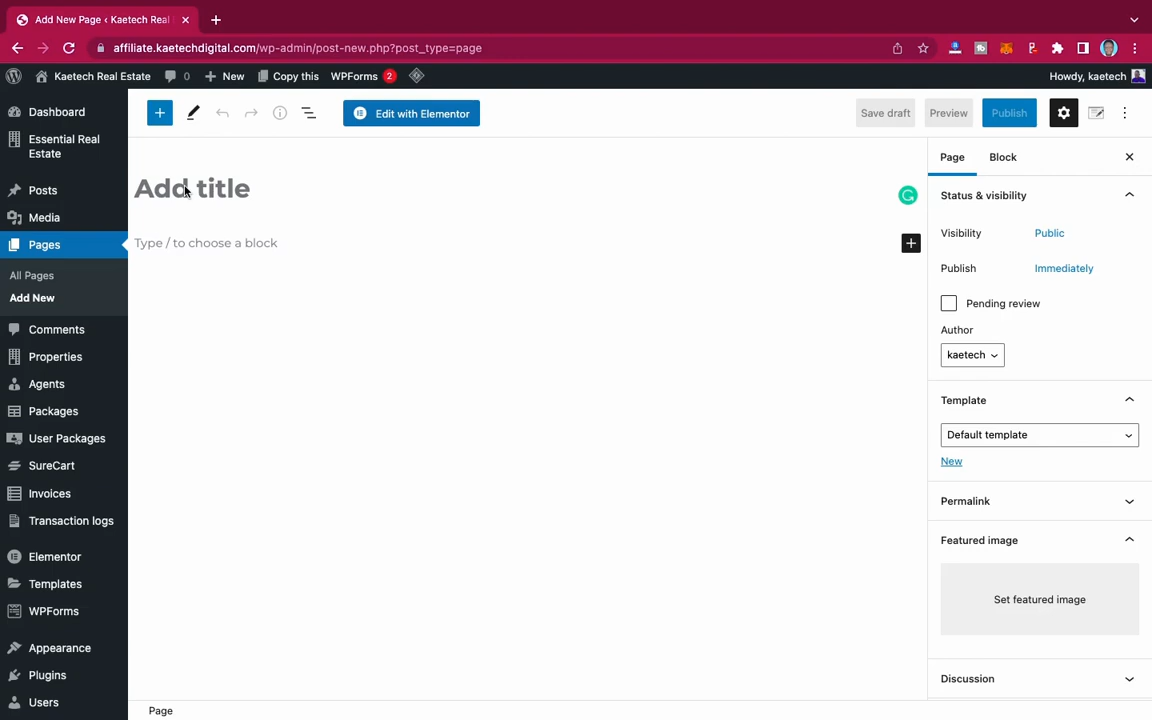 Add New Page ‹ Kaetech Real
affiliate.kaetechdigital.com/wp-admin/post-new.php?post_type=page
Kaetech Real Estate 0 New Copy this WPForms 2 Howdy, kaetech
Dashboard
Essential Real Estate
Posts
Media
Pages
All Pages
Add New
Comments
Properties
Agents
Packages
User Packages
SureCart
Invoices
Transaction logs
Elementor
Templates
WPForms
Appearance
Plugins
Users
Edit with Elementor
Save draft Preview Publish
Add title
Type / to choose a block
Page Block
Status & visibility
Visibility Public
Publish Immediately
Pending review
Author
kaetech
Template
Default template
New
Permalink
Featured image
Set featured image
Discussion
Page